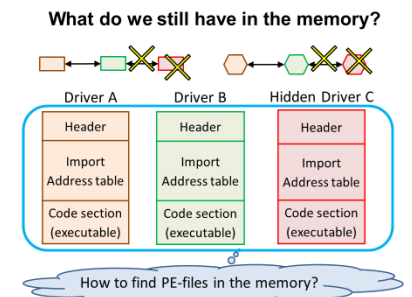 What do we still have in the memory?
Driver A
Driver B
Hidden Driver C
Header
Import
Address table
Code section
(executable)
Header
Import
Address table
Code section
(executable)
Header
Import
Address table
Code section
(executable)
How to find PE-files in the memory?